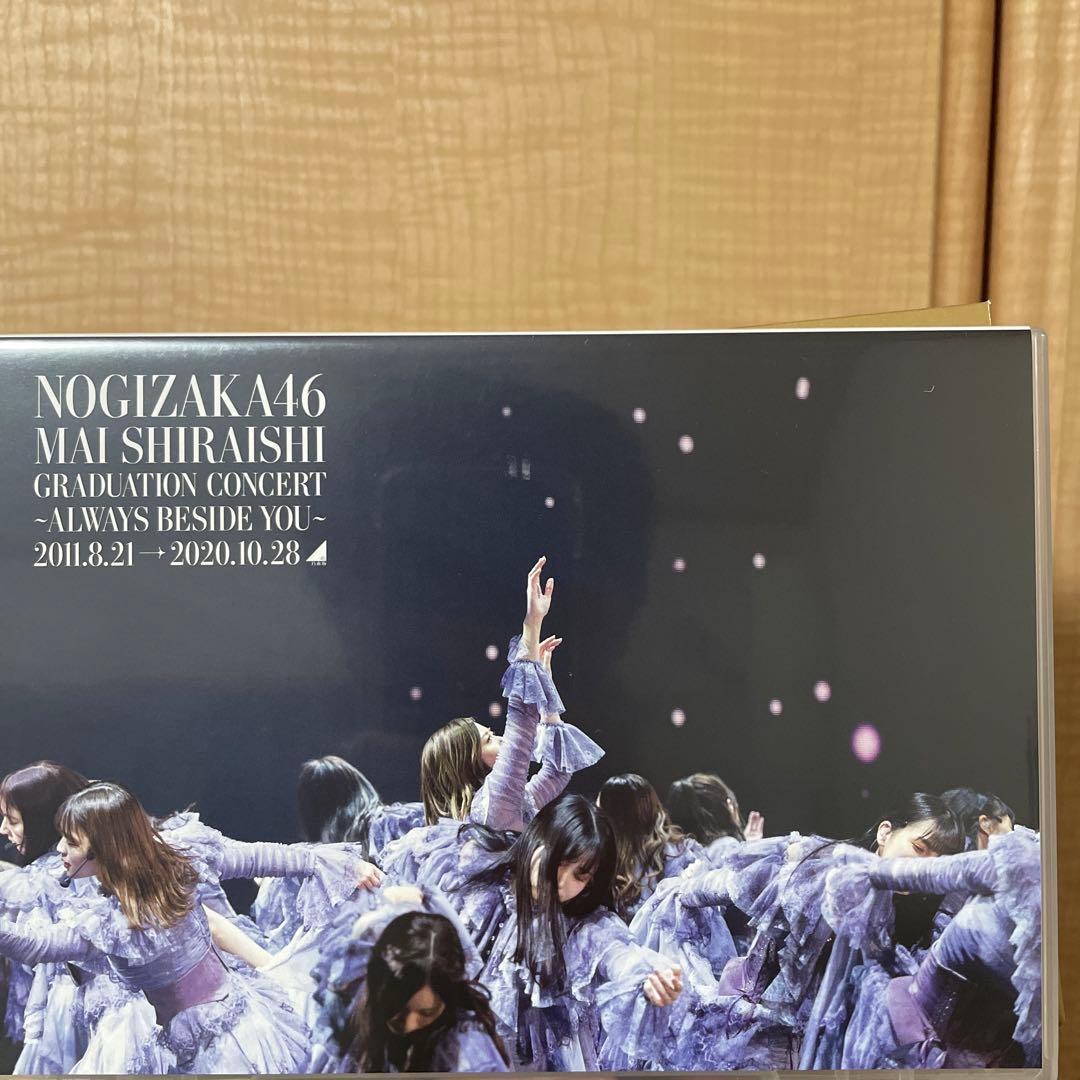 NOGIZAKA46
MAI SHIRAISHI
GRADUATION CONCERT
~ALWAYS BESIDE YOU~
2011.8.21→2020.10.28